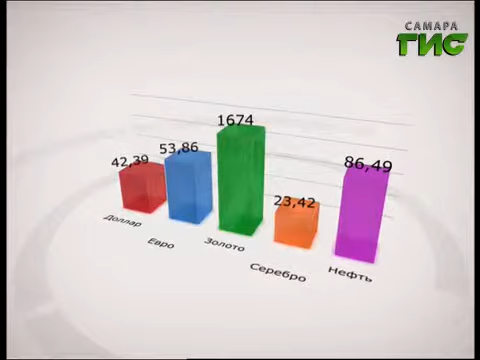 САМАРА
ГИС
1674
53,86
42,39
86,49
23,42
Доллар
Евро
Золото
Серебро
Нефть